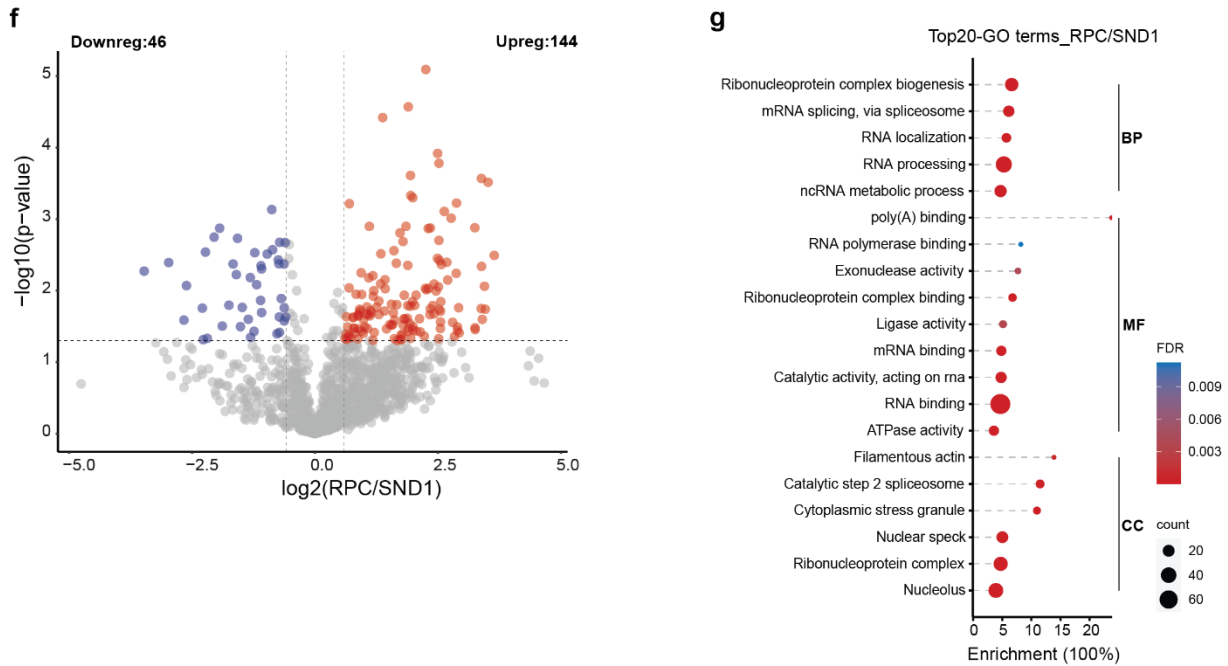 f
Downreg:46
Upreg:144
5
4
3
2
1
0
−log10(p−value)
−5.0
−2.5
0.0
2.5
5.0
log2(RPC/SND1)
g
Top20-GO terms_RPC/SND1
Ribonucleoprotein complex biogenesis
mRNA splicing, via spliceosome
RNA localization
RNA processing
ncRNA metabolic process
poly(A) binding
RNA polymerase binding
Exonuclease activity
Ribonucleoprotein complex binding
Ligase activity
mRNA binding
Catalytic activity, acting on rna
RNA binding
ATPase activity
Filamentous actin
Catalytic step 2 spliceosome
Cytoplasmic stress granule
Nuclear speck
Ribonucleoprotein complex
Nucleolus
BP
MF
CC
0
5
10
15
20
Enrichment (100%)
FDR
0.009
0.006
0.003
count
20
40
60